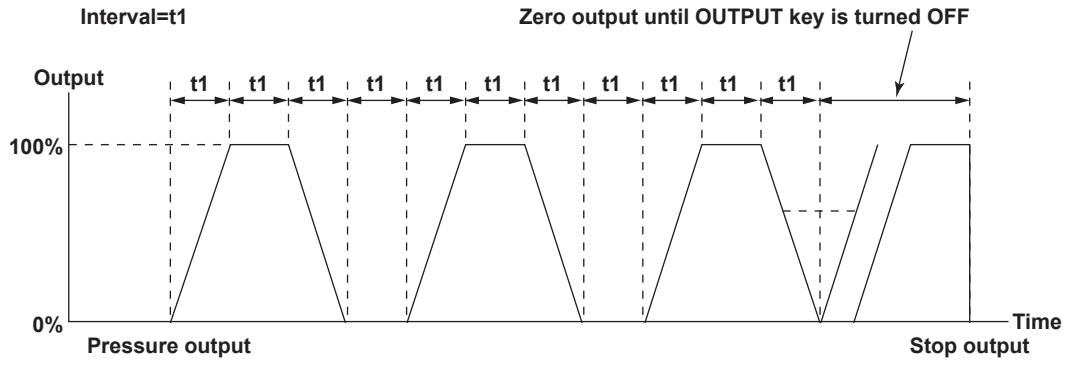 Interval=t1
Zero output until OUTPUT key is turned OFF
Output
t1 t1 t1 t1 t1 t1 t1 t1 t1 t1 t1
100%
0%
Time
Pressure output
Stop output